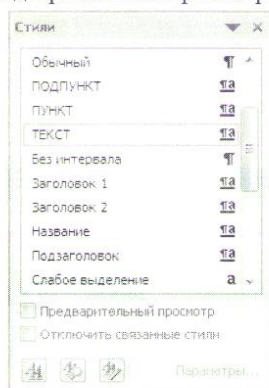 Стили
Обычный
ПОДПУНКТ
ПУНКТ
ТЕКСТ
Без интервала
Заголовок 1
Заголовок 2
Название
Подзаголовок
Слабое выделение
Предварительный просмотр
Отключить связанные стили
Параметры...